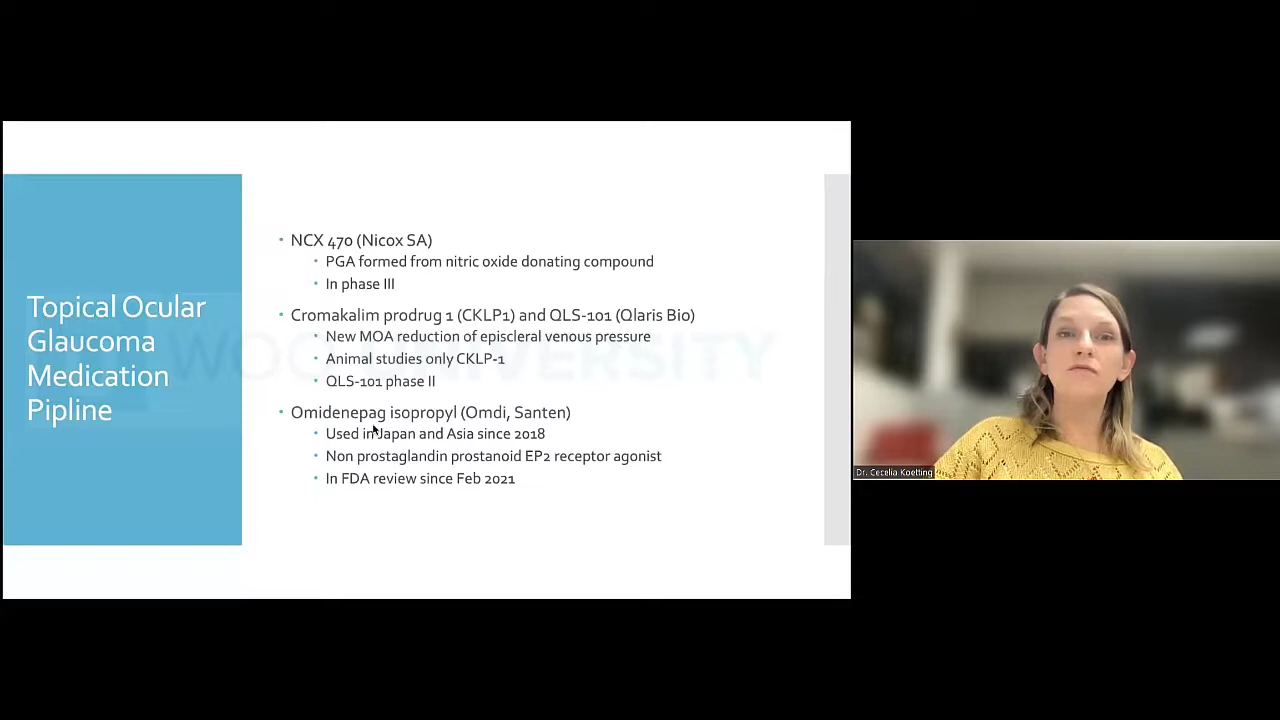 Topical Ocular
Glaucoma
Medication
Pipline
NCX 470 (Nicox SA)
PGA formed from nitric oxide donating compound
In phase III
Cromakalim prodrug 1 (CKLP1) and QLS-101 (Qlaris Bio)
New MOA reduction of episcleral venous pressure
Animal studies only CKLP-1
QLS-101 phase II
Omidenepag isopropyl (Omdi, Santen)
Used in Japan and Asia since 2018
Non prostaglandin prostanoid EP2 receptor agonist
In FDA review since Feb 2021
WOO UNIVERSITY
Dr. Cecelia Koetting